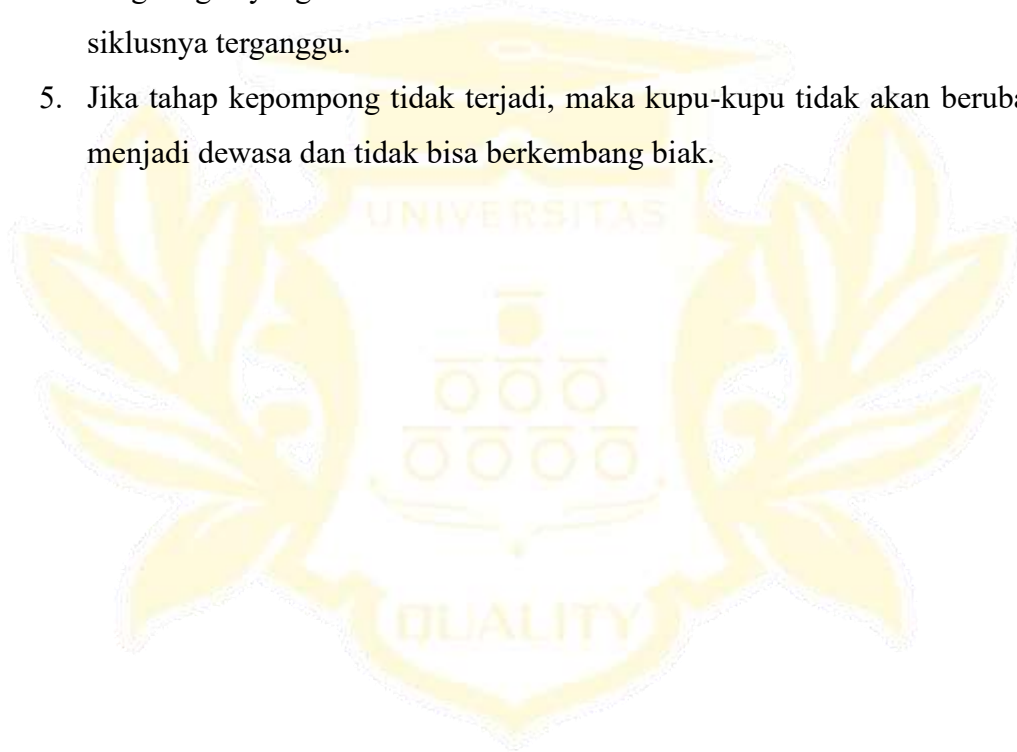 siklusnya terganggu.
5. Jika tahap kepompong tidak terjadi, maka kupu-kupu tidak akan beruba
menjadi dewasa dan tidak bisa berkembang biak.
UNIVERSITAS
QUALITY